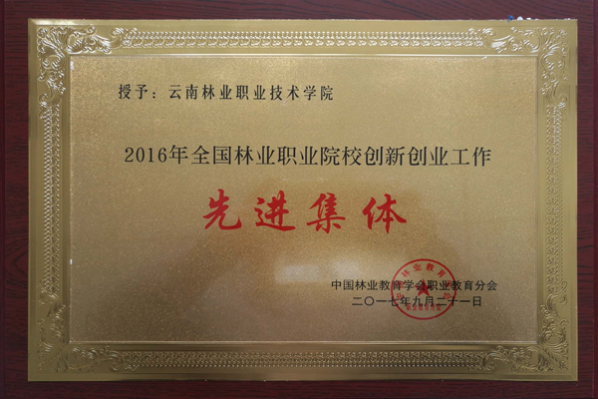 授予：云南林业职业技术学院
2016年全国林业职业院校创新创业工作
先进集体
中国林业教育学会职业教育分会
二〇一七年九月二十一日